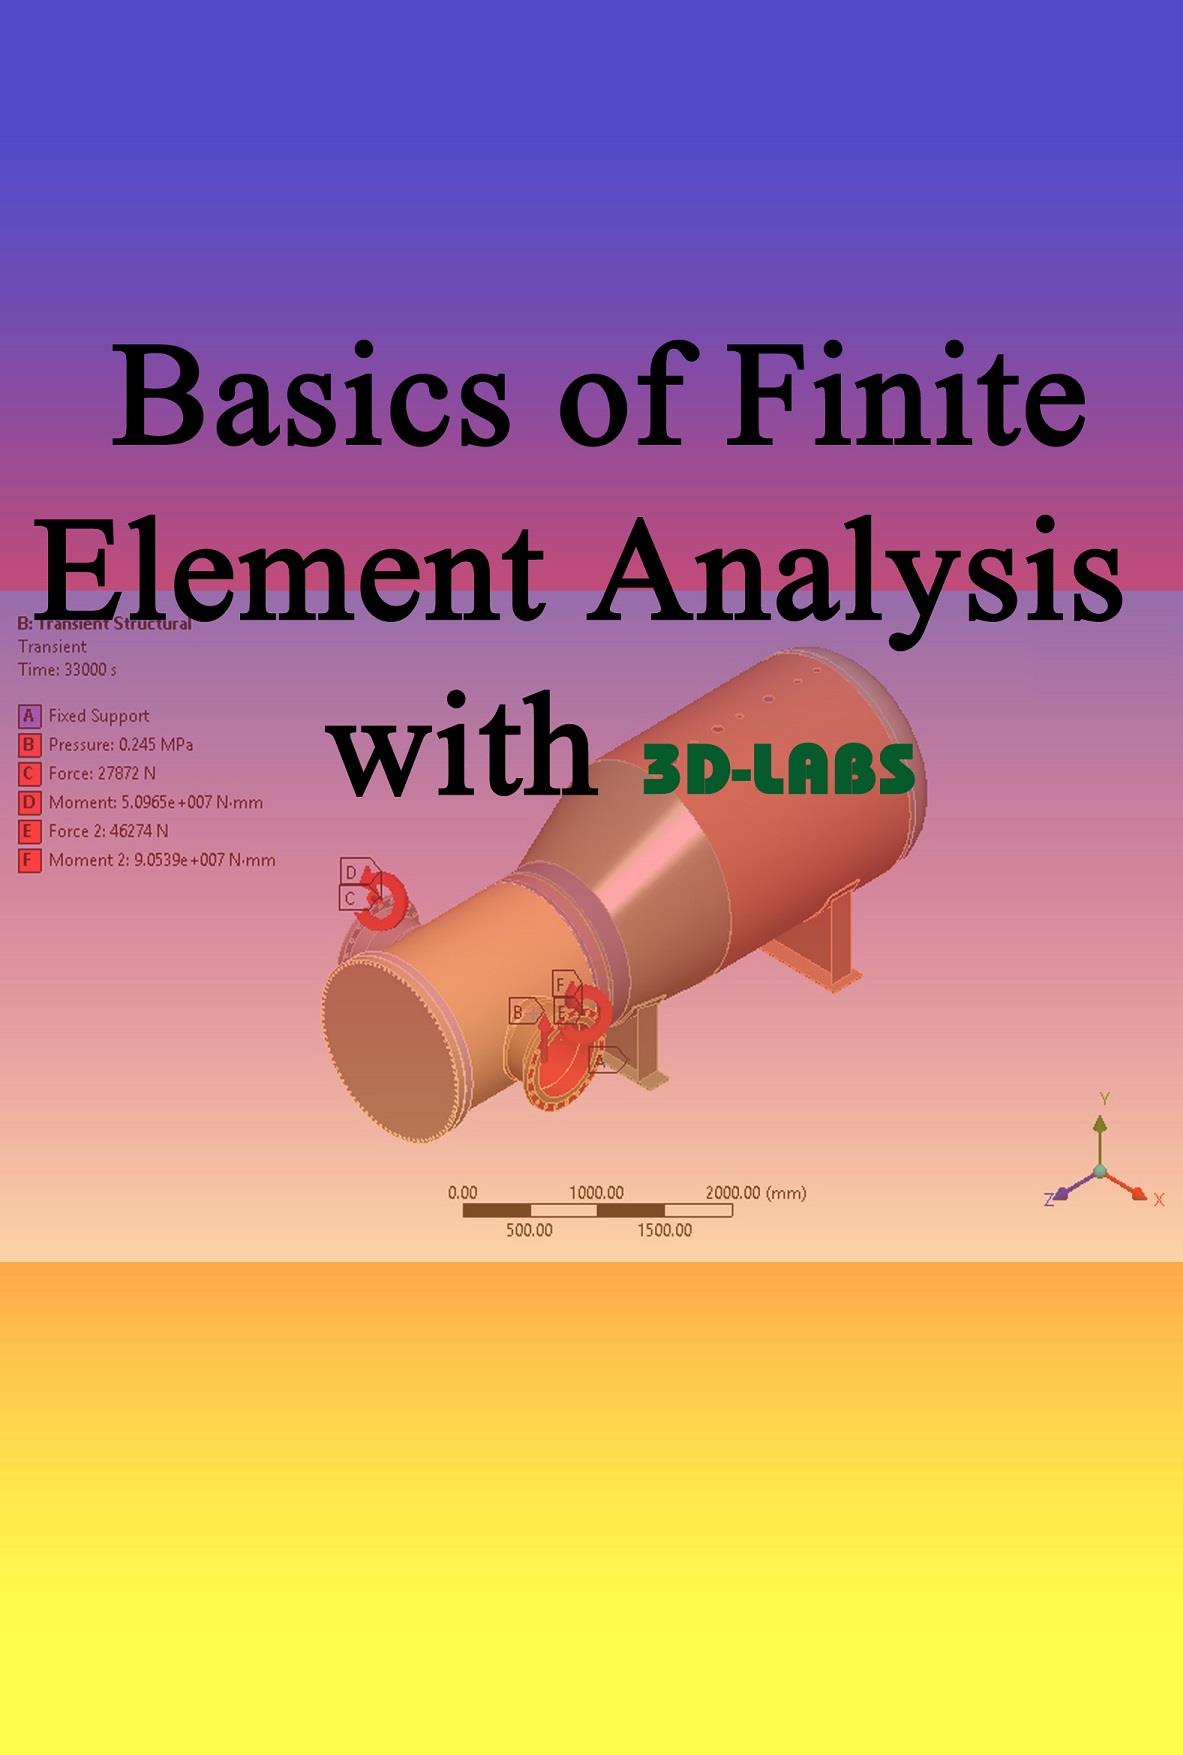 Basics of Finite
Element Analysis
with 3D-LABS
B: Transient Structural
Transient
Time: 33000 s
A Fixed Support
B Pressure: 0.245 MPa
C Force: 27872 N
D Moment: 5.0965e+007 N·mm
E Force 2: 46274 N
F Moment 2: 9.0539e+007 N·mm
D
C
F
B E
A
Y
Z X
0.00 1000.00 2000.00 (mm)
500.00 1500.00